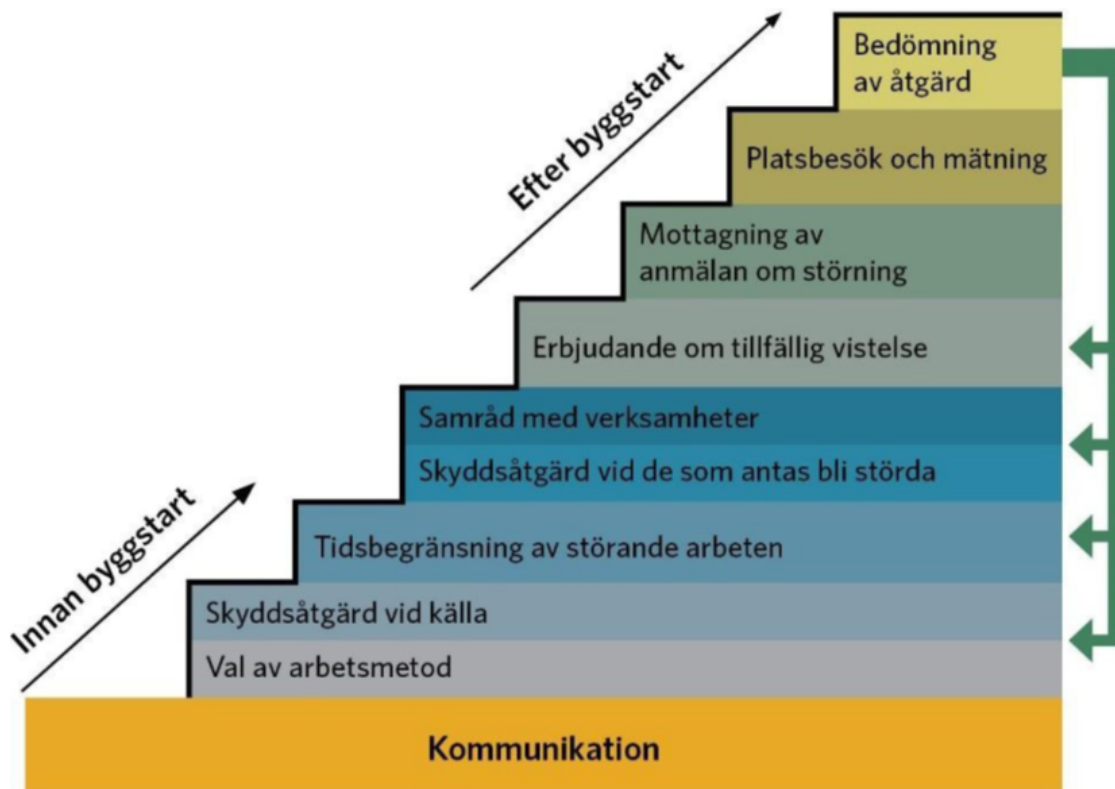 Bedömning
av åtgärd
Efter byggstart
Platsbesök och mätning
Mottagning av
anmälan om störning
Erbjudande om tillfällig vistelse
Samråd med verksamheter
Skyddsåtgärd vid de som antas bli störda
Innan byggstart
Tidsbegränsning av störande arbeten
Skyddsåtgärd vid källa
Val av arbetsmetod
Kommunikation